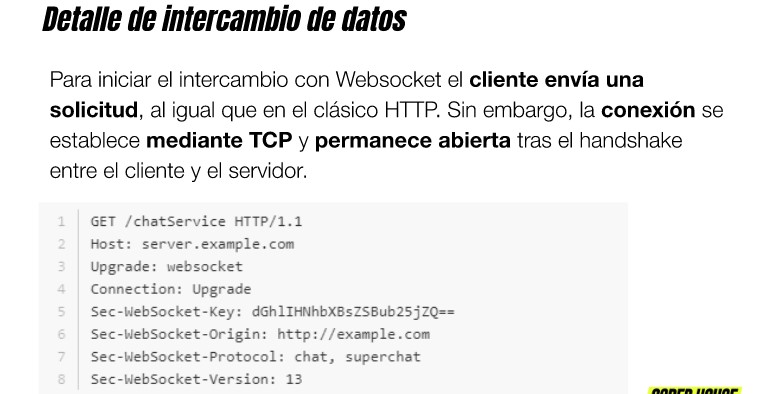 Detalle de intercambio de datos
Para iniciar el intercambio con Websocket el cliente envía una
solicitud, al igual que en el clásico HTTP. Sin embargo, la conexión se
establece mediante TCP y permanece abierta tras el handshake
entre el cliente y el servidor.
1 GET /chatService HTTP/1.1
2 Host: server.example.com
3 Upgrade: websocket
4 Connection: Upgrade
5 Sec-WebSocket-Key: dGhlIHNhbXBsZSBub25jZQ==
6 Sec-WebSocket-Origin: http://example.com
7 Sec-WebSocket-Protocol: chat, superchat
8 Sec-WebSocket-Version: 13